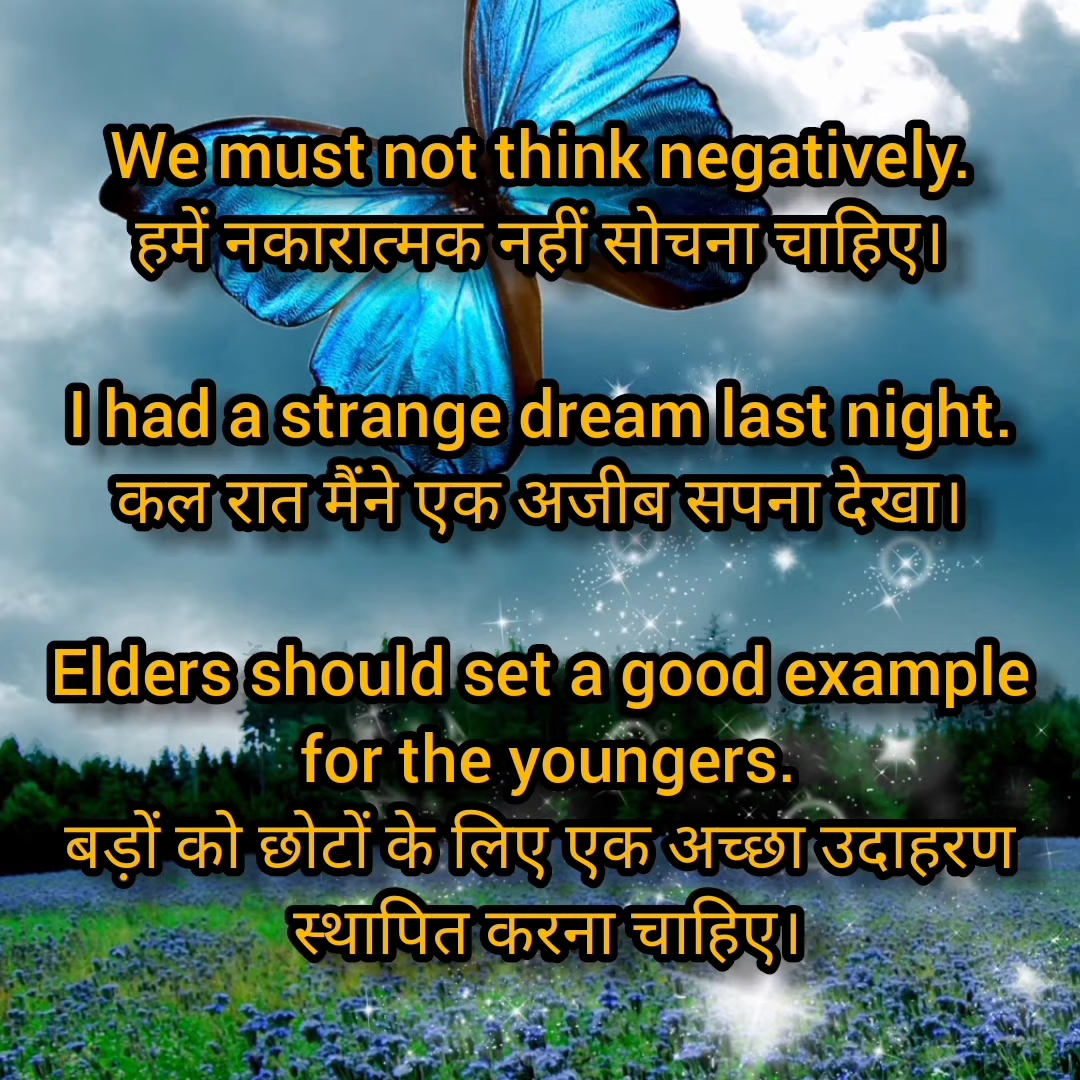 We must not think negatively.
हमें नकारात्मक नहीं सोचना चाहिए।
I had a strange dream last night.
कल रात मैंने एक अजीब सपना देखा।
Elders should set a good example
for the youngers.
बड़ों को छोटों के लिए एक अच्छा उदाहरण
स्थापित करना चाहिए।